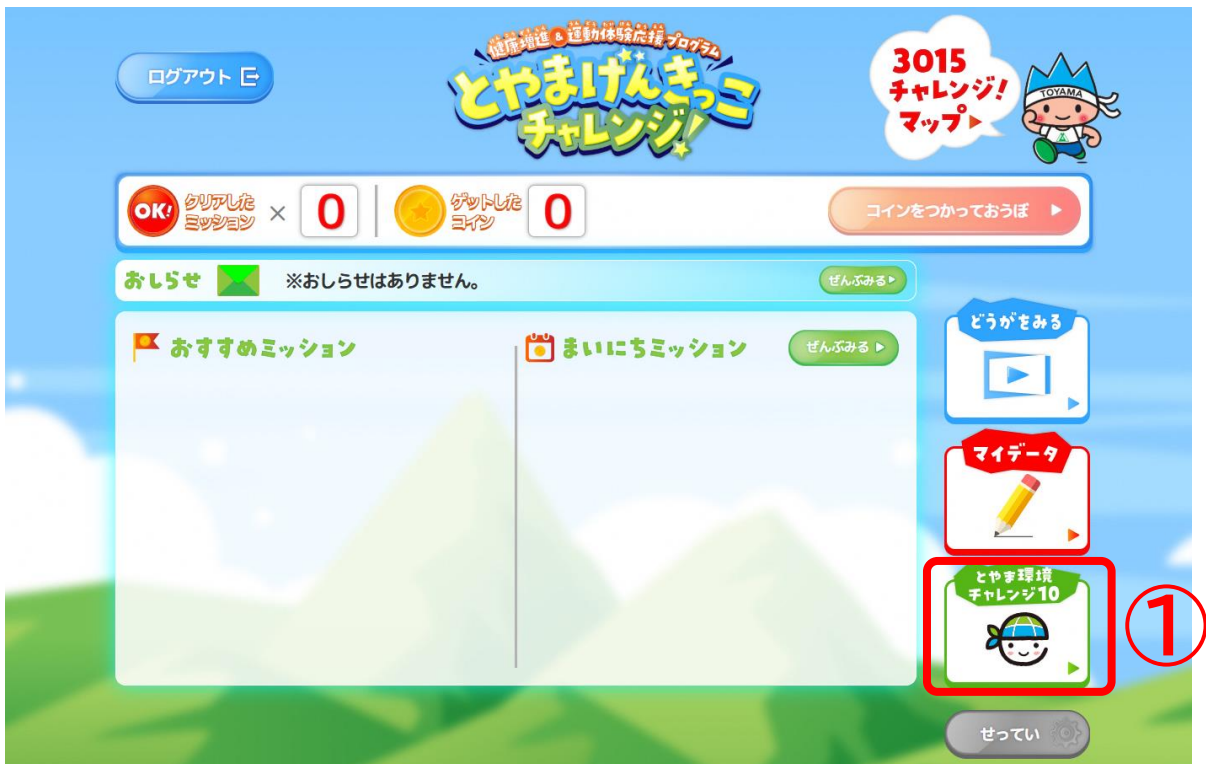 ログアウト
健康増進&運動体験応援プログラム
とやまげんきっこ
チャレンジ!
3015
チャレンジ!
マップ
TOYAMA
OK!
クリアした
ミッション
×
0
ゲットした
コイン
0
コインをつかっておうぼ
おしらせ
※おしらせはありません。
ぜんぶみる
おすすめミッション
まいにちミッション
ぜんぶみる
どうがをみる
マイデータ
とやま環境
チャレンジ10
①
せってい